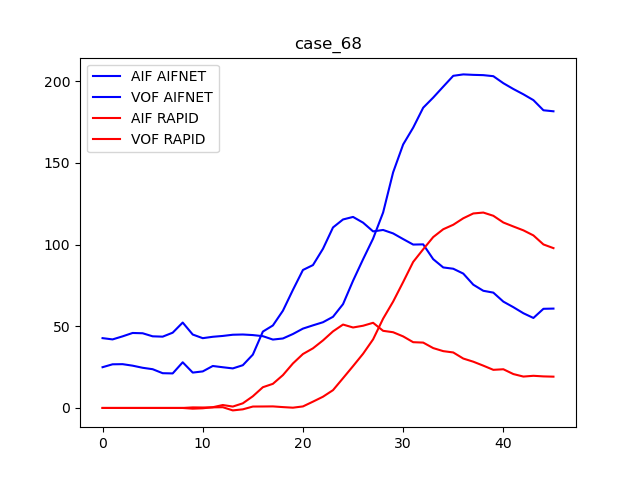 case_68
AIF AIFNET
VOF AIFNET
AIF RAPID
VOF RAPID
200
150
100
50
0
0 10 20 30 40